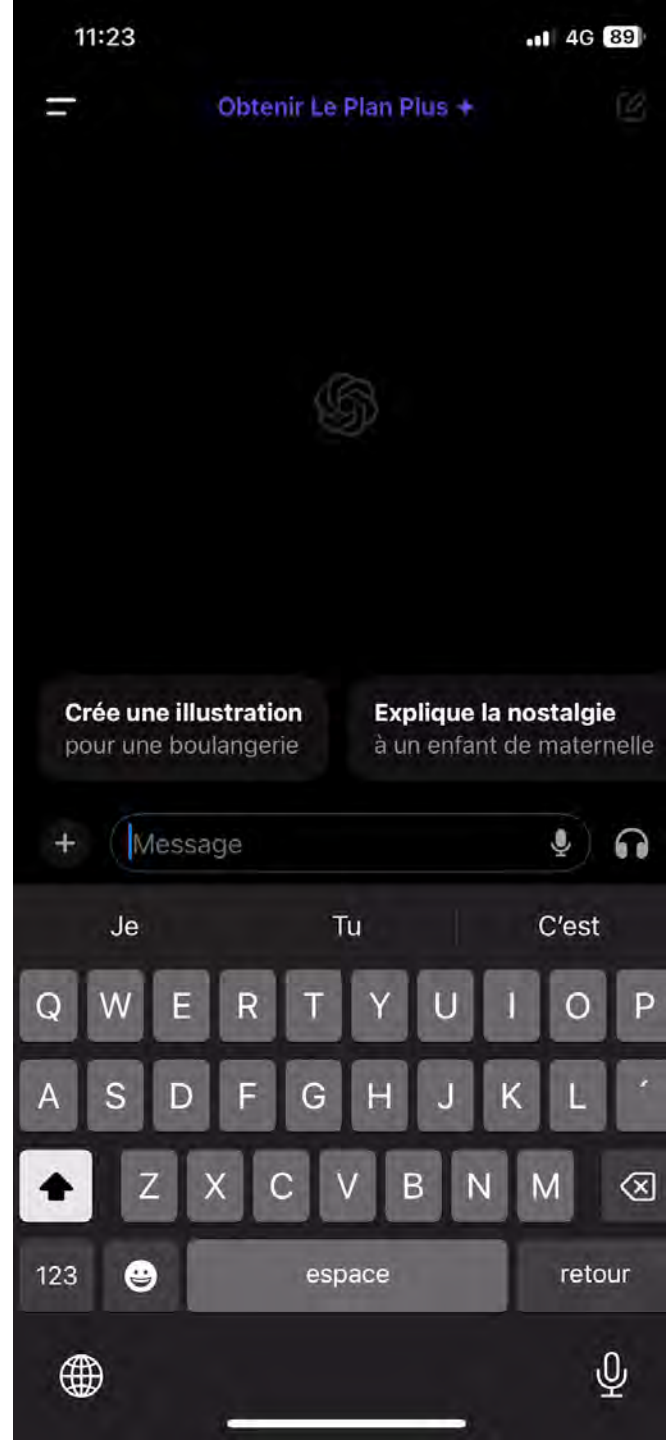 11:23 4G 89
Obtenir Le Plan Plus
Crée une illustration
pour une boulangerie
Explique la nostalgie
à un enfant de maternelle
Message
Je Tu C'est
Q W E R T Y U I O P
A S D F G H J K L ´
Z X C V B N M
123 espace retour